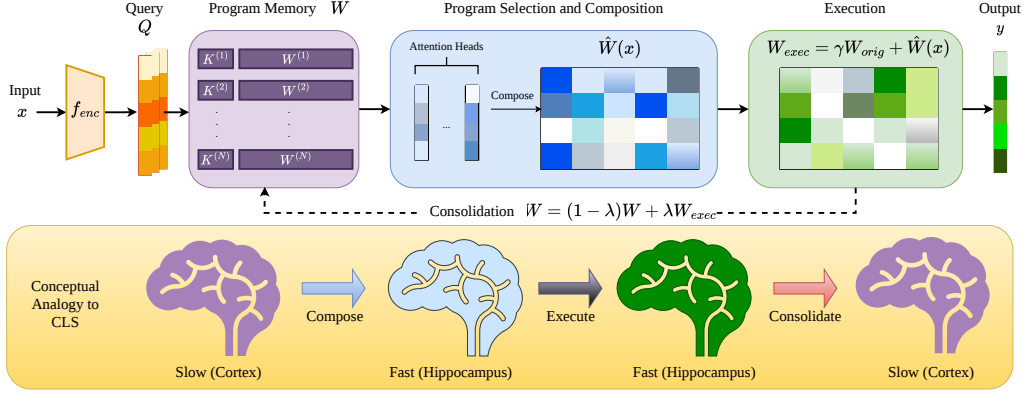 Query
Q
Program Memory W
Program Selection and Composition
Execution
Output
y
Input
x
f_enc
K^(1) W^(1)
K^(2) W^(2)
. .
. .
. .
K^(N) W^(N)
Attention Heads
...
Compose
Ŵ(x)
W_exec = γW_orig + Ŵ(x)
Consolidation W = (1 − λ)W + λW_exec
Conceptual
Analogy to
CLS
Compose
Execute
Consolidate
Slow (Cortex)
Fast (Hippocampus)
Fast (Hippocampus)
Slow (Cortex)